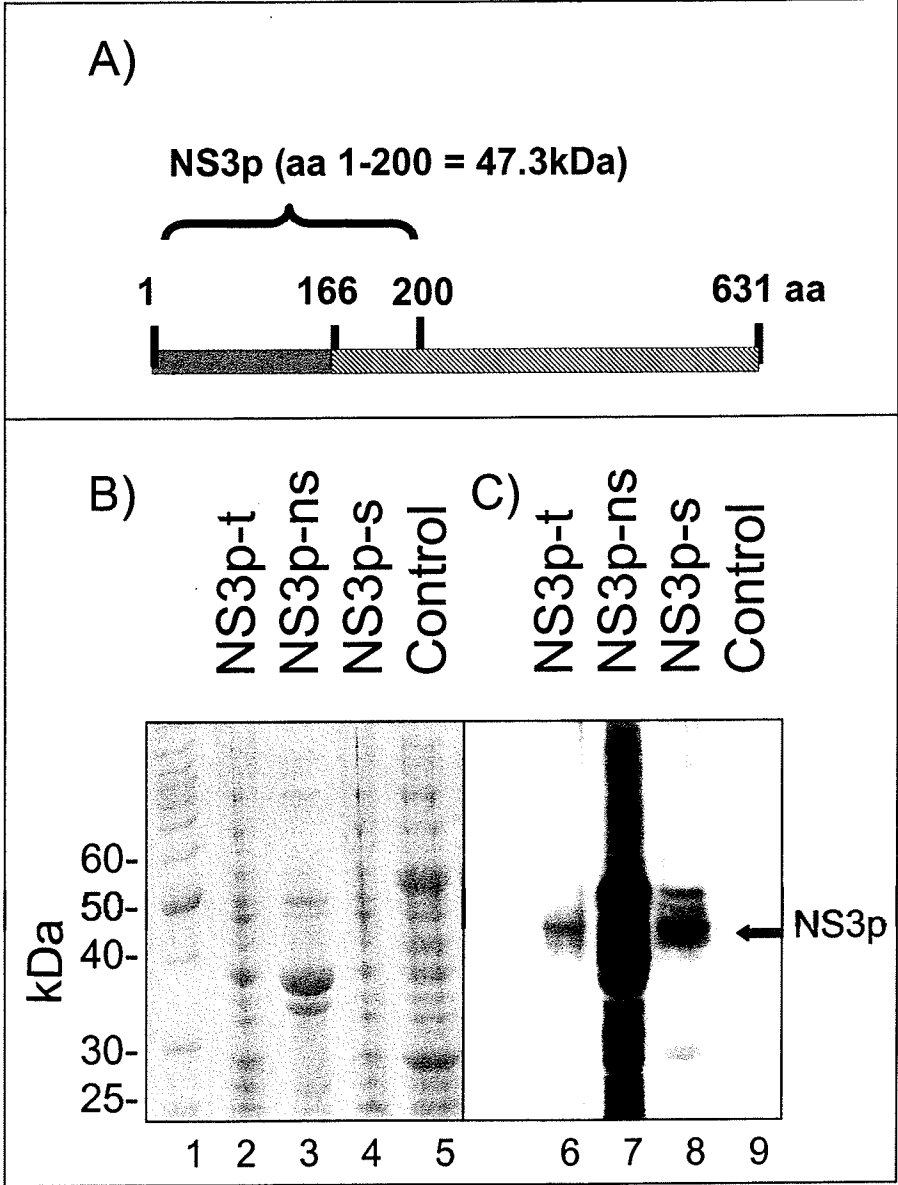 A)
NS3p (aa 1-200 = 47.3kDa)
1 166 200 631 aa
B) NS3p-t NS3p-ns NS3p-s Control
C) NS3p-t NS3p-ns NS3p-s Control
kDa
60-
50-
40-
30-
25-
NS3p
1 2 3 4 5 6 7 8 9